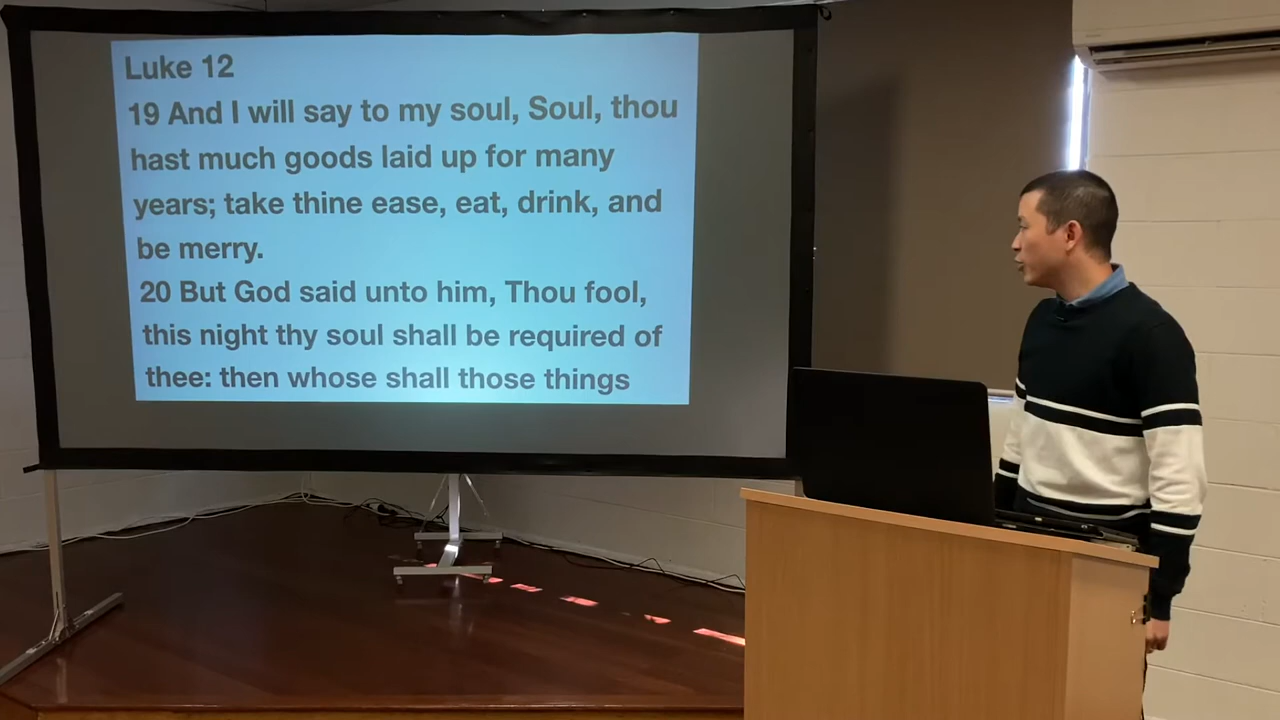 Luke 12
19 And I will say to my soul, Soul, thou
hast much goods laid up for many
years; take thine ease, eat, drink, and
be merry.
20 But God said unto him, Thou fool,
this night thy soul shall be required of
thee: then whose shall those things